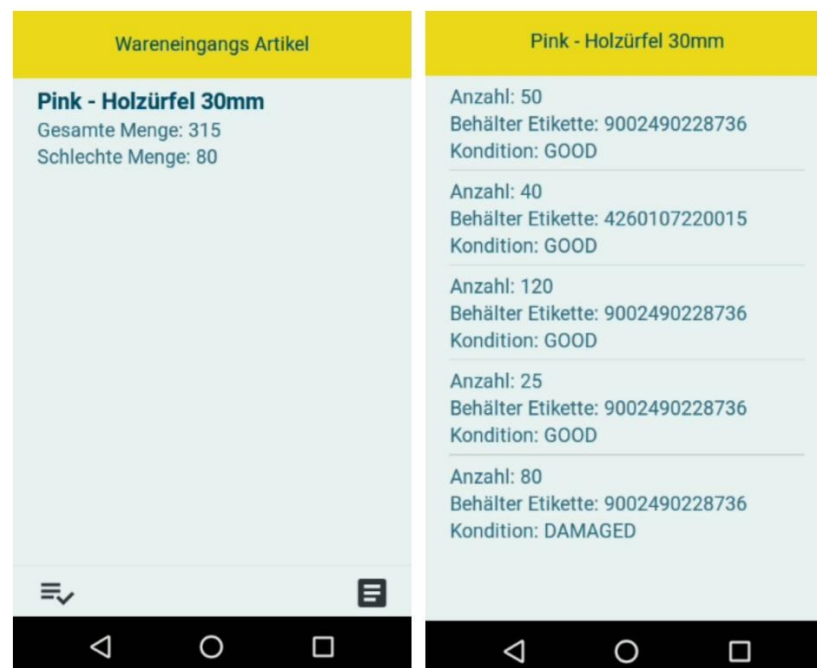 Wareneingangs Artikel
Pink - Holzürfel 30mm
Gesamte Menge: 315
Schlechte Menge: 80
Pink - Holzürfel 30mm
Anzahl: 50
Behälter Etikette: 9002490228736
Kondition: GOOD
Anzahl: 40
Behälter Etikette: 4260107220015
Kondition: GOOD
Anzahl: 120
Behälter Etikette: 9002490228736
Kondition: GOOD
Anzahl: 25
Behälter Etikette: 9002490228736
Kondition: GOOD
Anzahl: 80
Behälter Etikette: 9002490228736
Kondition: DAMAGED